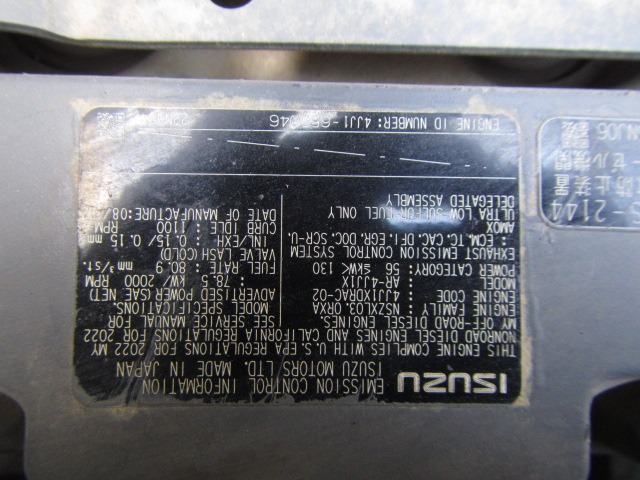 ISUZU
EMISSION CONTROL INFORMATION
ISUZU MOTORS LTD. MADE IN JAPAN
THIS ENGINE COMPLIES WITH U.S. EPA REGULATIONS FOR 2022 MY
NONROAD DIESEL AND CALIFORNIA REGULATIONS FOR 2022
MY OFF-ROAD DIESEL ENGINES.
SEE SERVICE MANUAL FOR
MODEL SPECIFICATIONS.
ENGINE FAMILY : NSZXL03.0RXA
ENGINE CODE : 4JJ1XDRAC-02
MODEL : AR-4JJ1X
POWER CATEGORY : 56 ≤kW< 130
EXHAUST EMISSION CONTROL SYSTEM
: ECM, TC, CAC, DFI, EGR, DOC, SCR-U,
AMOX
ULTRA LOW SULFUR FUEL ONLY
DELEGATED ASSEMBLY
ADVERTISED POWER (SAE NET)
: 78.5 kW/ 2000 RPM
FUEL RATE : 80.9 mm³/st.
VALVE LASH (COLD)
IN/EXH: 0.15/ 0.15 mm
CURB IDLE : 1100 RPM
DATE OF MANUFACTURE:08/
ENGINE ID NUMBER: 4JJ1-
2144